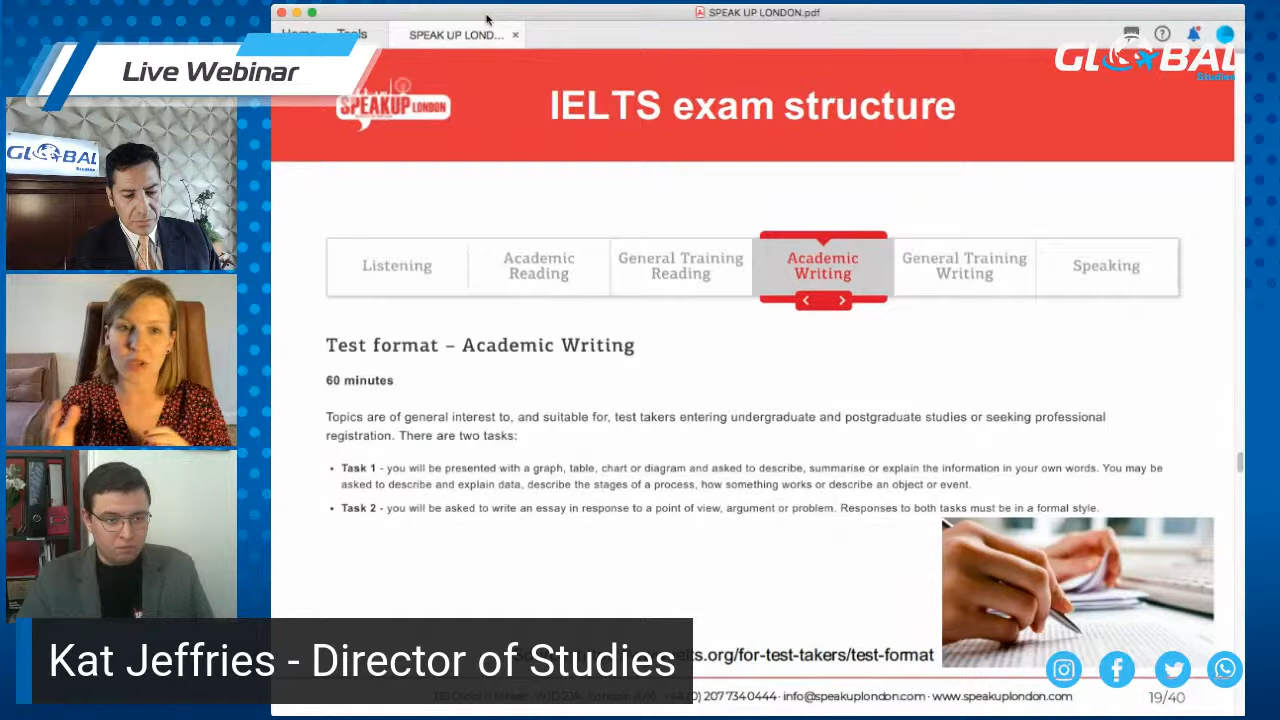 SPEAK UP LONDON.pdf
Tools
SPEAK UP LOND... ×
Live Webinar
GLOBAL
Studies
SPEAKUP LONDON
IELTS exam structure
GLOBAL
Studies
Listening
Academic
Reading
General Training
Reading
Academic
Writing
General Training
Writing
Speaking
Test format – Academic Writing
60 minutes
Topics are of general interest to, and suitable for, test takers entering undergraduate and postgraduate studies or seeking professional
registration. There are two tasks:
• Task 1 - you will be presented with a graph, table, chart or diagram and asked to describe, summarise or explain the information in your own words. You may be
asked to describe and explain data, describe the stages of a process, how something works or describe an object or event.
• Task 2 - you will be asked to write an essay in response to a point of view, argument or problem. Responses to both tasks must be in a formal style.
Kat Jeffries - Director of Studies
.org/for-test-takers/test-format
(0) 207 734 0444 · info@speakuplondon.com · www.speakuplondon.com
19/40